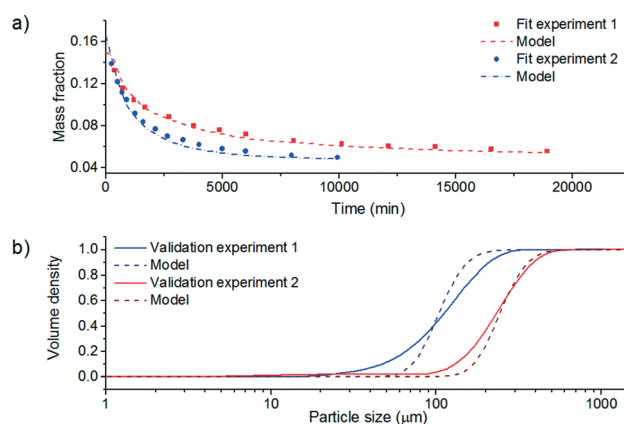 a)
Fit experiment 1
Model
Fit experiment 2
Model
Mass fraction
0.16
0.12
0.08
0.04
0
5000
10000
15000
20000
Time (min)
b)
Validation experiment 1
Model
Validation experiment 2
Model
Volume density
1.0
0.8
0.6
0.4
0.2
0.0
1
10
100
1000
Particle size (μm)